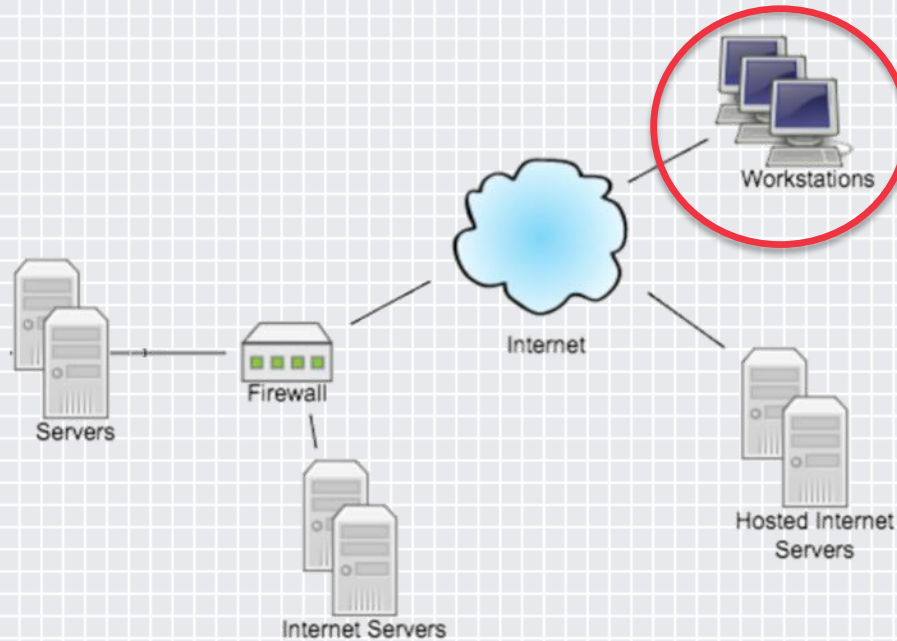 Workstations
Internet
Firewall
Servers
Hosted Internet
Servers
Internet Servers